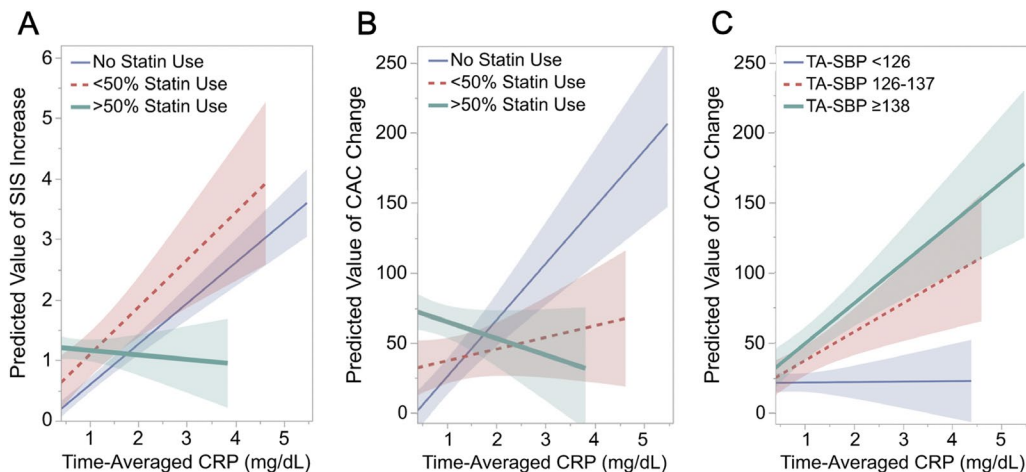 A
Predicted Value of SIS Increase
6
5
4
3
2
1
0
No Statin Use
<50% Statin Use
>50% Statin Use
1 2 3 4 5
Time-Averaged CRP (mg/dL)
B
Predicted Value of CAC Change
250
200
150
100
50
0
No Statin Use
<50% Statin Use
>50% Statin Use
1 2 3 4 5
Time-Averaged CRP (mg/dL)
C
Predicted Value of CAC Change
250
200
150
100
50
0
TA-SBP <126
TA-SBP 126-137
TA-SBP ≥138
1 2 3 4 5
Time-Averaged CRP (mg/dL)